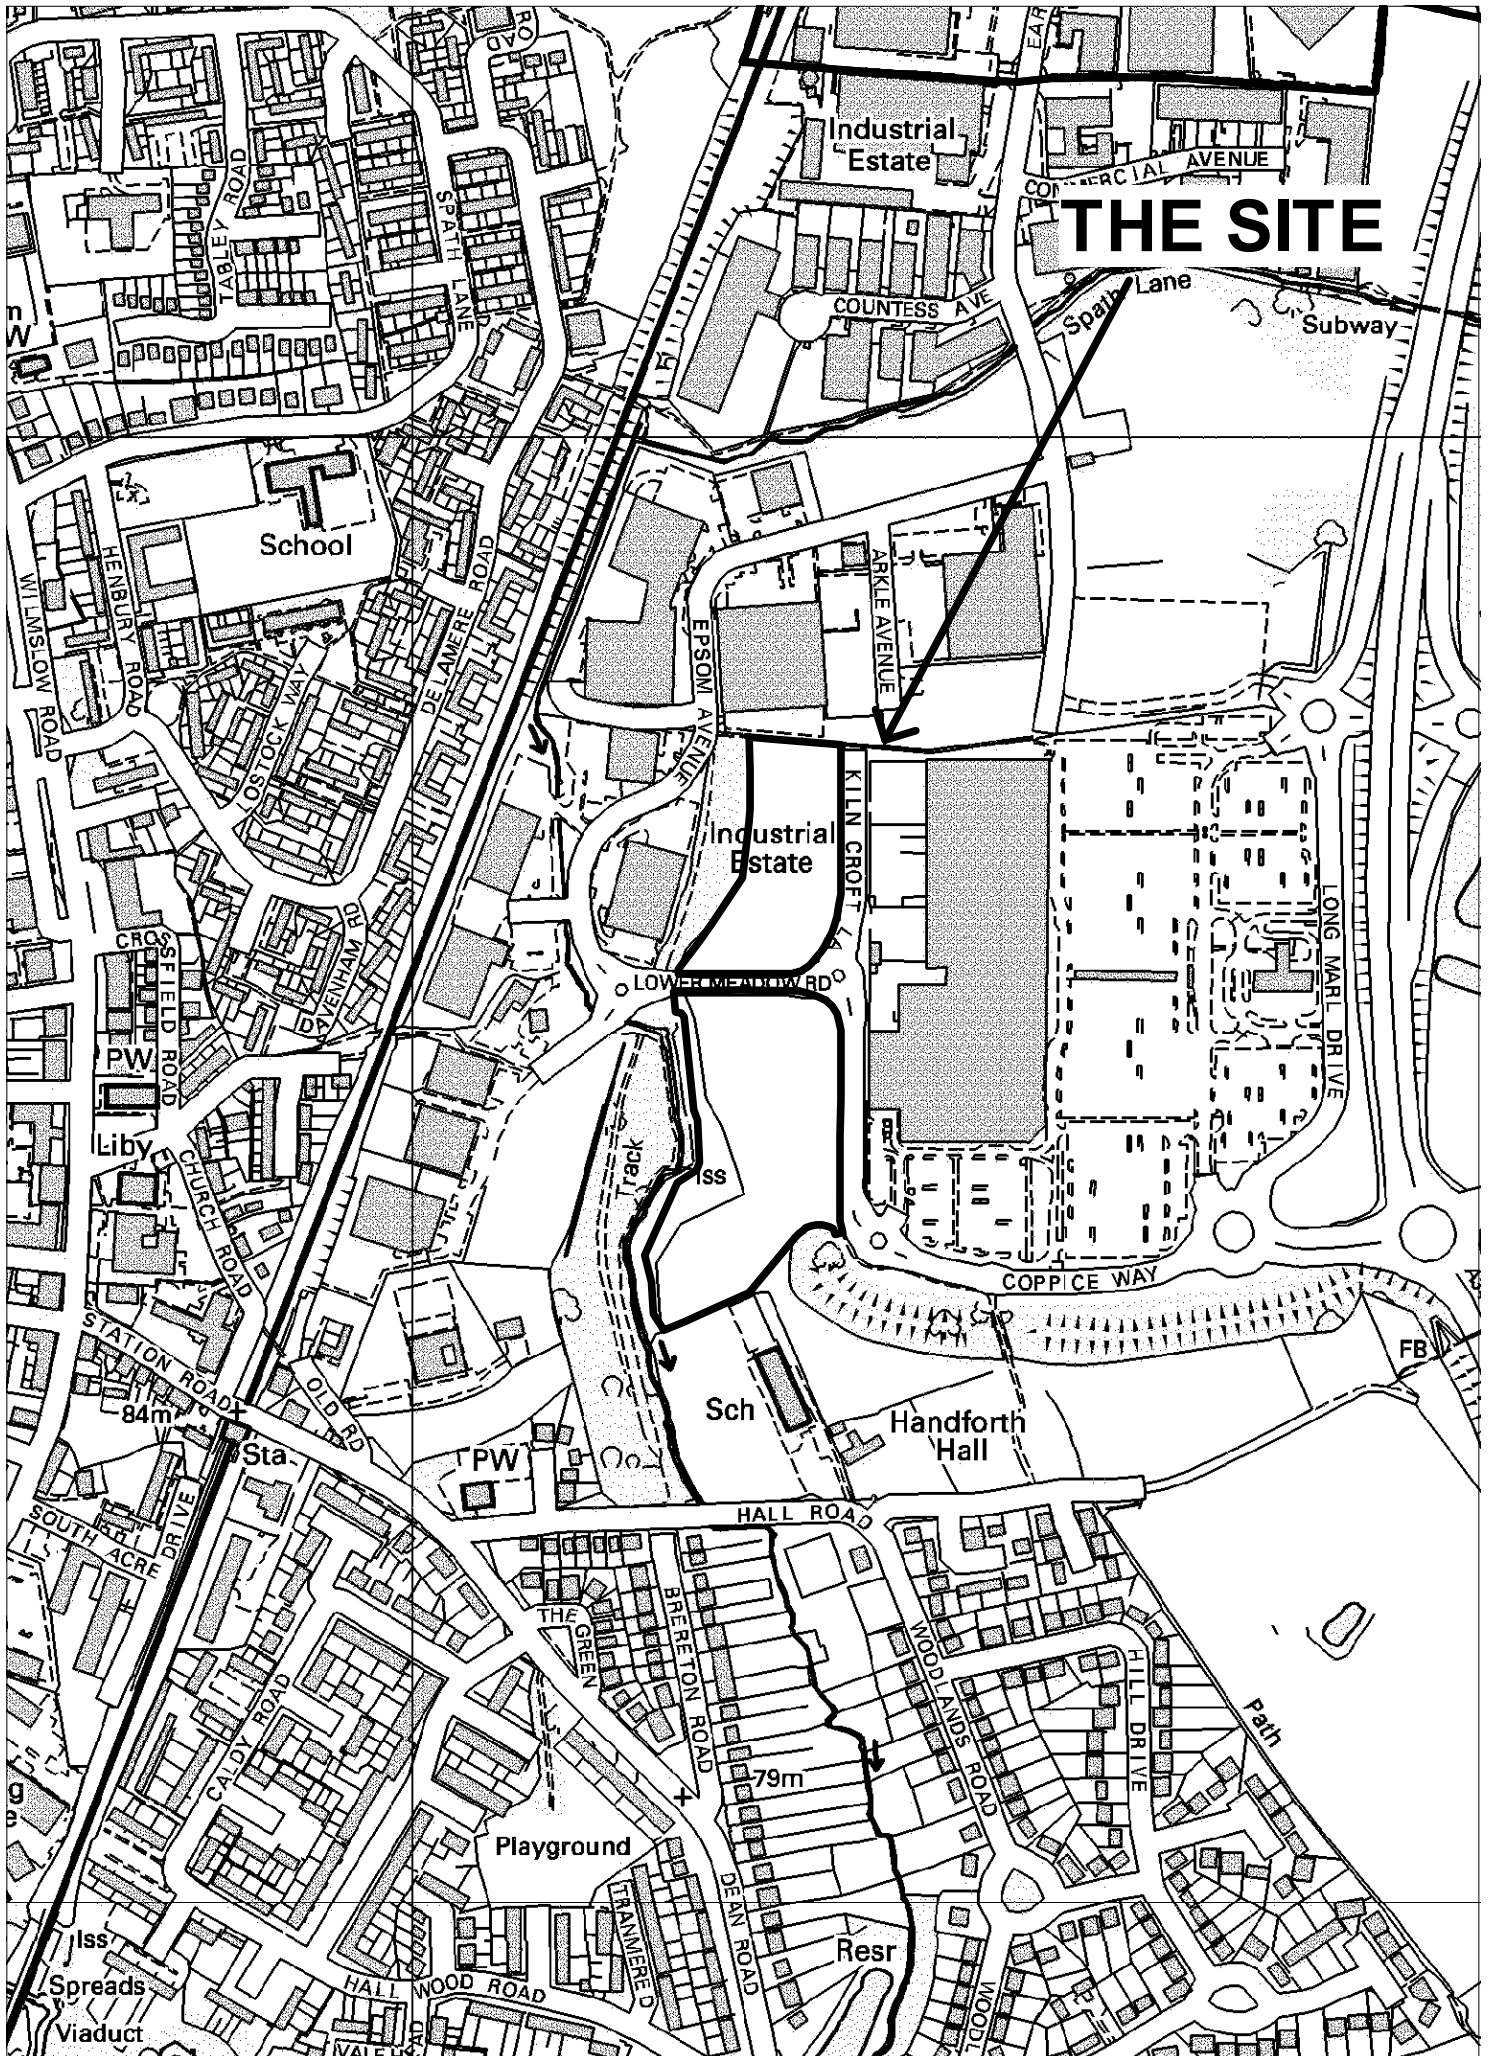 ROAD
EAR
Industrial
Estate
COMMERCIAL AVENUE
THE SITE
TABLEY ROAD
SPATH LANE
COUNTESS AVE
Spath Lane
Subway
School
HENBURY ROAD
WILMSLOW ROAD
DELAMERE ROAD
LOSTOCK WAY
EPSOM AVENUE
ARKLE AVENUE
KILN CROFT LA
Industrial
Estate
LOWER MEADOW RD
LONG MARL DRIVE
CROSSFIELD ROAD
DAVENHAM RD
PW
Liby
CHURCH ROAD
Track
Iss
COPPICE WAY
STATION ROAD
OLD RD
84m
Sta
FB
Sch
Handforth
Hall
PW
HALL ROAD
SOUTH ACRE
DRIVE
THE GREEN
BRERETON ROAD
WOODLANDS ROAD
HILL DRIVE
Path
CALDY ROAD
79m
Playground
TRANMERE D
DEAN ROAD
Resr
Iss
Spreads
Viaduct
HALL WOOD ROAD